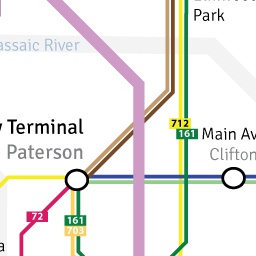 Park
assaic River
712
161
Terminal
Main Av
Paterson
Clifton
72
161
703